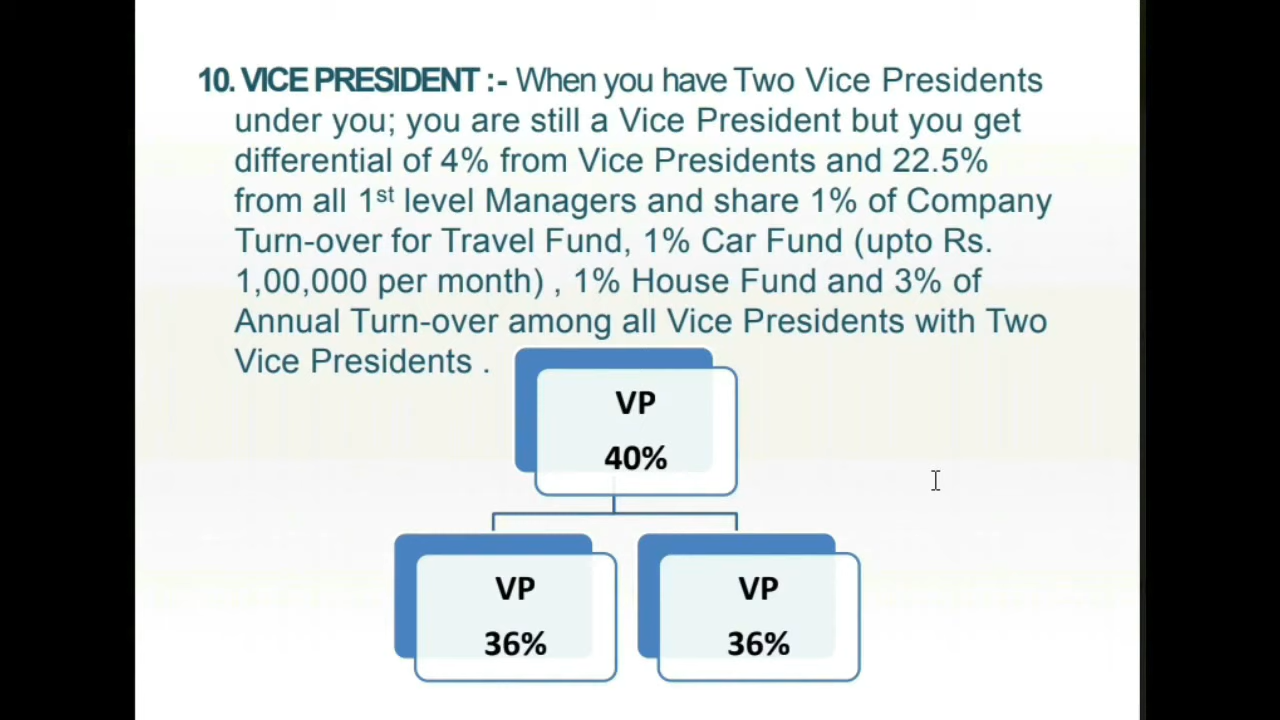 10. VICE PRESIDENT :- When you have Two Vice Presidents
under you; you are still a Vice President but you get
differential of 4% from Vice Presidents and 22.5%
from all 1st level Managers and share 1% of Company
Turn-over for Travel Fund, 1% Car Fund (upto Rs.
1,00,000 per month) , 1% House Fund and 3% of
Annual Turn-over among all Vice Presidents with Two
Vice Presidents .
VP
40%
VP
36%
VP
36%